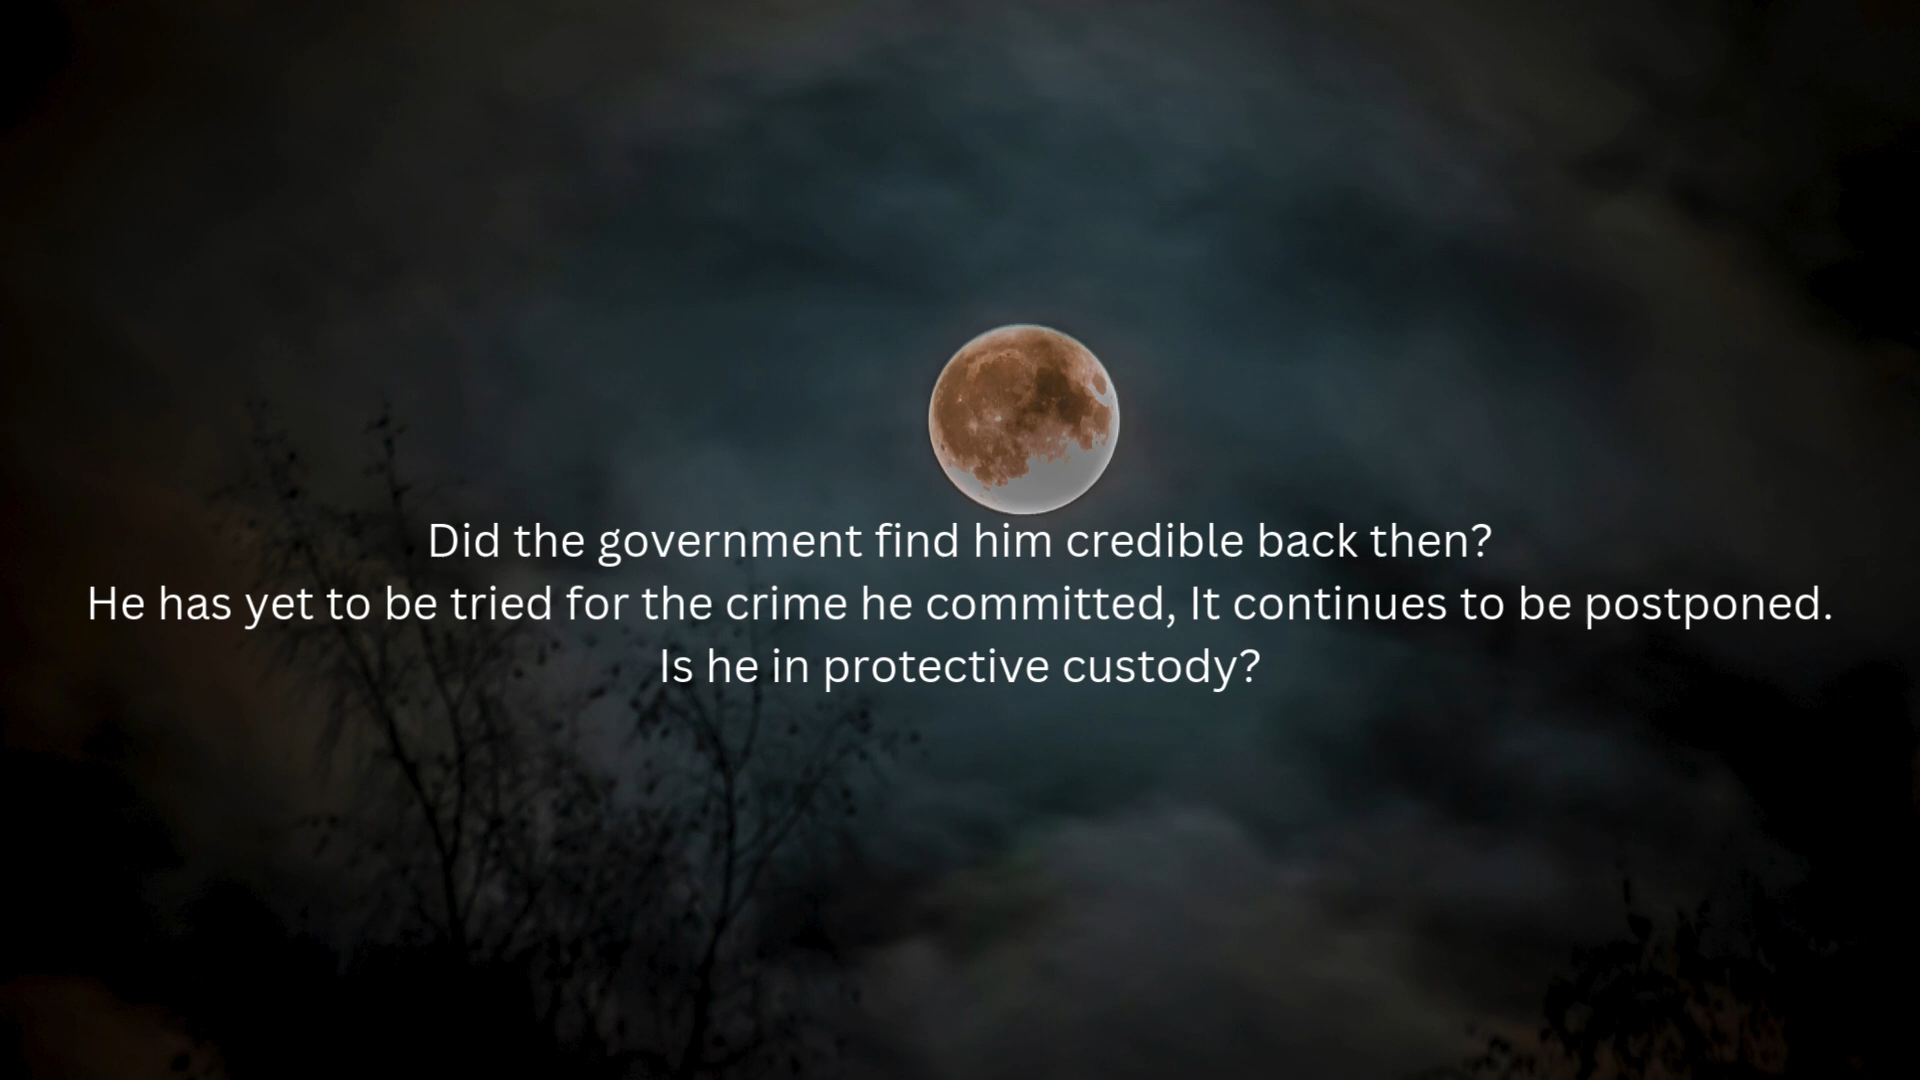 Did the government find him credible back then?
He has yet to be tried for the crime he committed, It continues to be postponed.
Is he in protective custody?